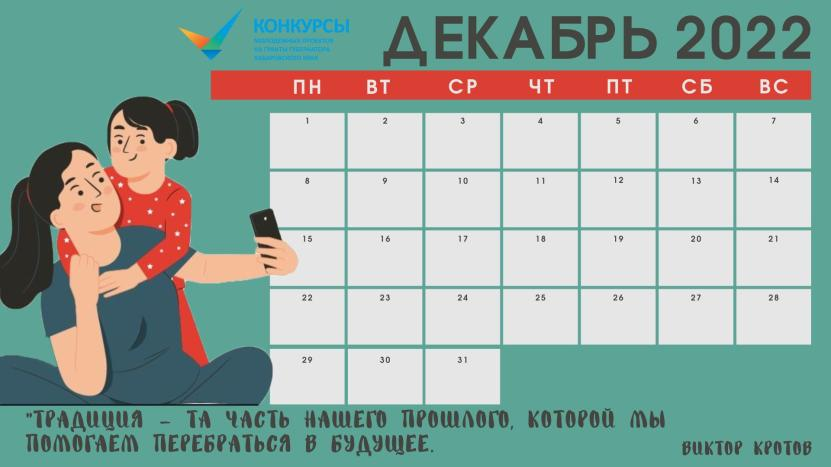 КОНКУРСЫ
МОЛОДЕЖНЫХ ПРОЕКТОВ
НА ГРАНТЫ ГУБЕРНАТОРА
ХАБАРОВСКОГО КРАЯ
ДЕКАБРЬ 2022
ПН ВТ СР ЧТ ПТ СБ ВС
1 2 3 4 5 6 7
8 9 10 11 12 13 14
15 16 17 18 19 20 21
22 23 24 25 26 27 28
29 30 31
"ТРАДИЦИЯ - ТА ЧАСТЬ НАШЕГО ПРОШЛОГО, КОТОРОЙ МЫ
ПОМОГАЕМ ПЕРЕБРАТЬСЯ В БУДУЩЕЕ.
ВИКТОР КРОТОВ